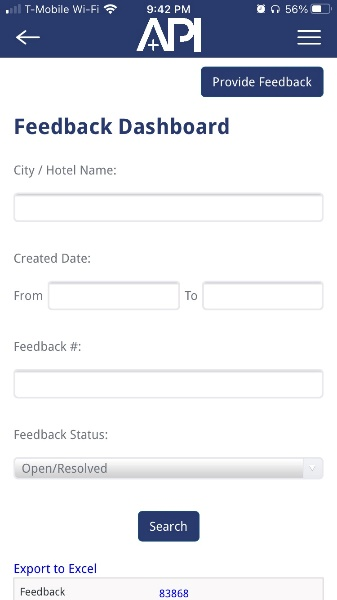 T-Mobile Wi-Fi 9:42 PM 56%
API
Provide Feedback
Feedback Dashboard
City / Hotel Name:
Created Date:
From To
Feedback #:
Feedback Status:
Open/Resolved
Search
Export to Excel
Feedback 83868